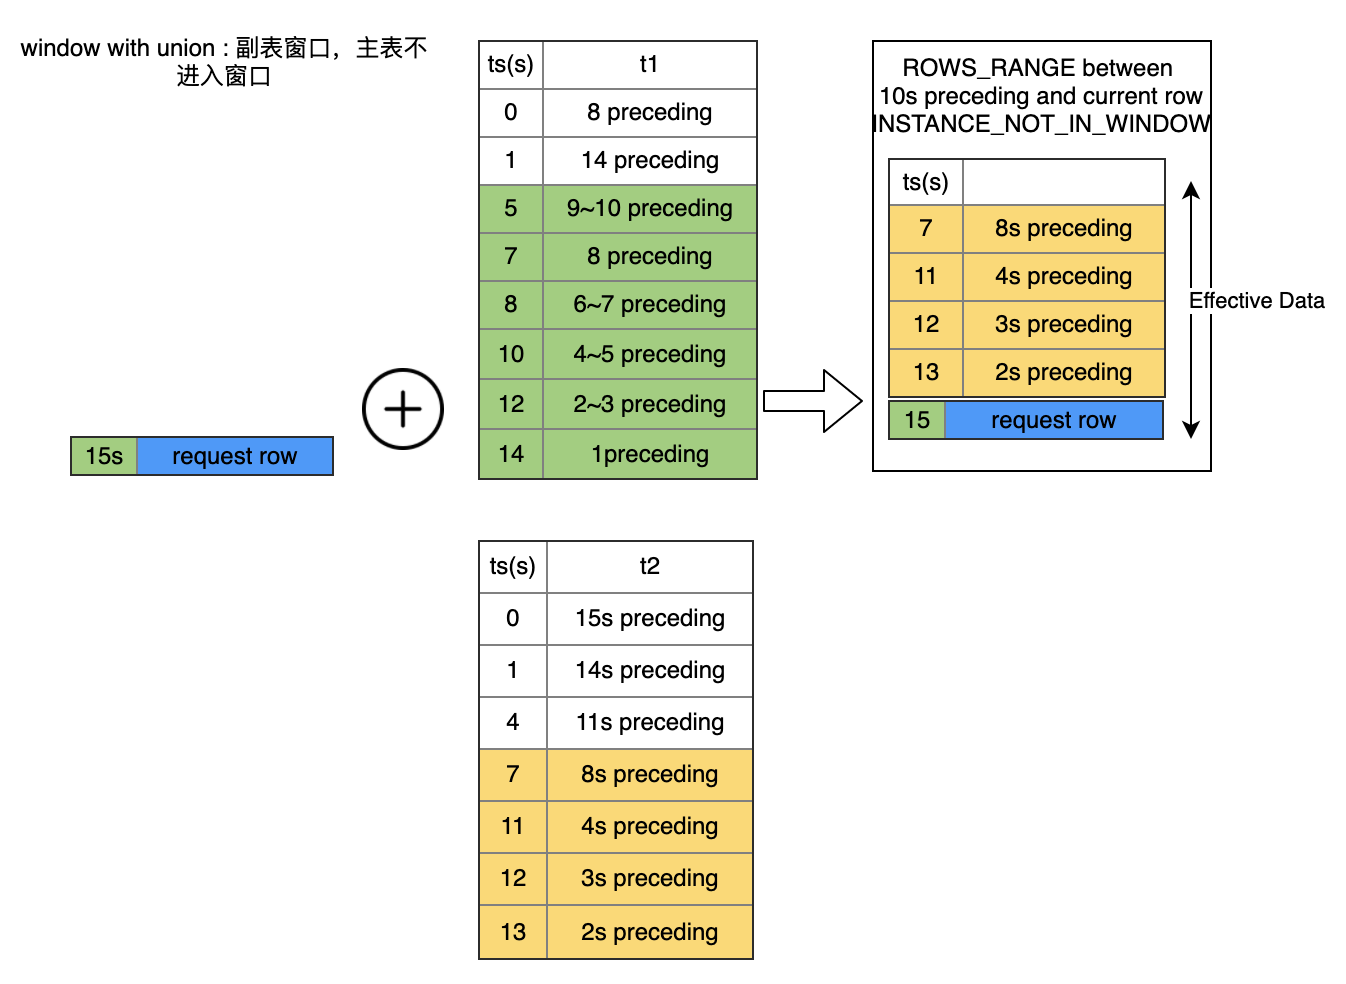 window with union : 副表窗口，主表不
进入窗口
ts(s) t1
0 8 preceding
1 14 preceding
5 9~10 preceding
7 8 preceding
8 6~7 preceding
10 4~5 preceding
12 2~3 preceding
14 1preceding
15s request row
ROWS_RANGE between
10s preceding and current row
INSTANCE_NOT_IN_WINDOW
ts(s)
7 8s preceding
11 4s preceding
12 3s preceding
13 2s preceding
15 request row
Effective Data
ts(s) t2
0 15s preceding
1 14s preceding
4 11s preceding
7 8s preceding
11 4s preceding
12 3s preceding
13 2s preceding